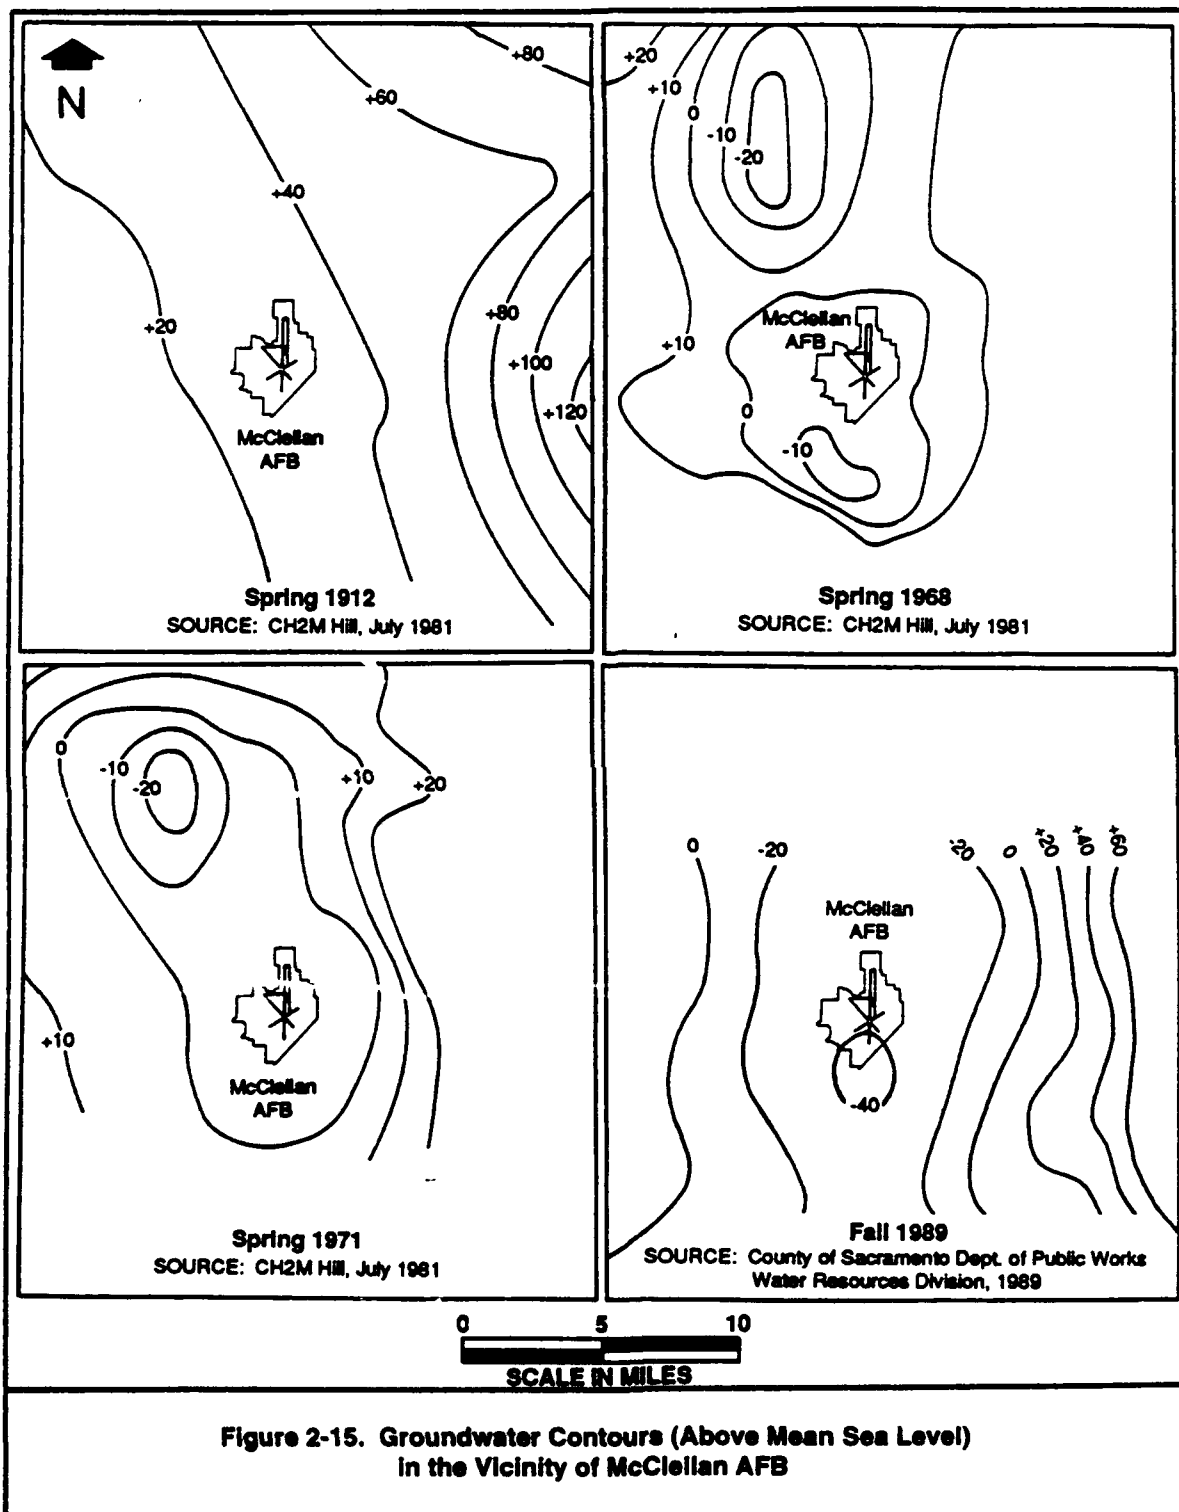 N
+80
+60
+40
+20
+80
+100
+120
McClellan
AFB
Spring 1912
SOURCE: CH2M Hill, July 1981
+20
+10
0
-10
-20
McClellan
AFB
+10
0
-10
Spring 1968
SOURCE: CH2M Hill, July 1981
0
-10
-20
+10
+20
+10
McClellan
AFB
Spring 1971
SOURCE: CH2M Hill, July 1981
0
-20
-20
0
+20
+40
+60
McClellan
AFB
-40
Fall 1989
SOURCE: County of Sacramento Dept. of Public Works
Water Resources Division, 1989
0 5 10
SCALE IN MILES
Figure 2-15. Groundwater Contours (Above Mean Sea Level)
in the Vicinity of McClellan AFB